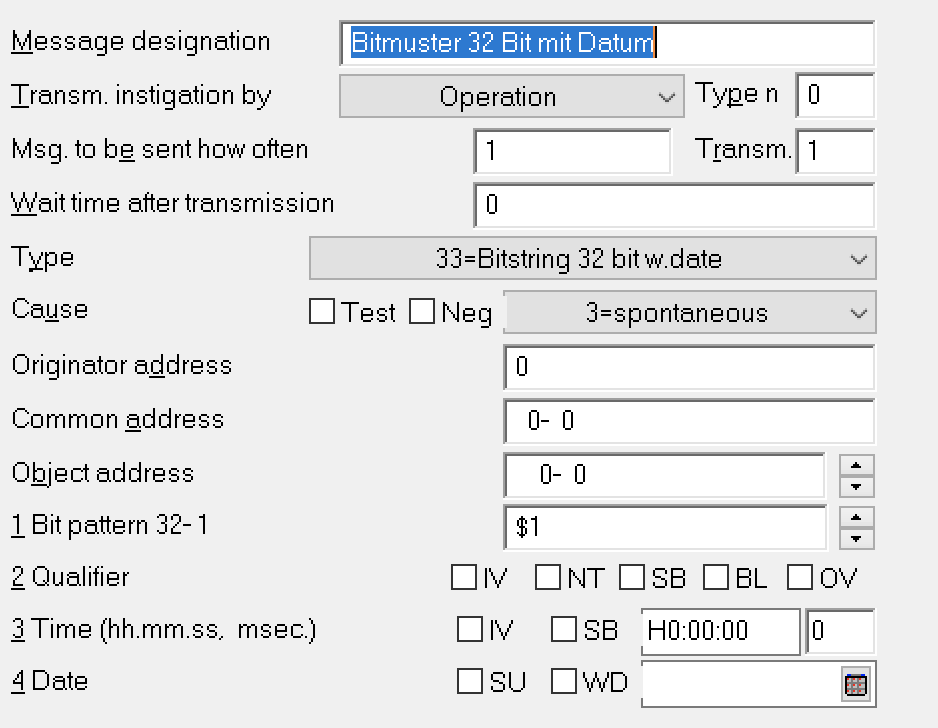 Message designation Bitmuster 32 Bit mit Datum
Transm. instigation by Operation Type n 0
Msg. to be sent how often 1 Transm. 1
Wait time after transmission 0
Type 33=Bitstring 32 bit w.date
Cause Test Neg 3=spontaneous
Originator address 0
Common address 0- 0
Object address 0- 0
1 Bit pattern 32- 1 $1
2 Qualifier IV NT SB BL OV
3 Time (hh.mm.ss, msec.) IV SB H0:00:00 0
4 Date SU WD